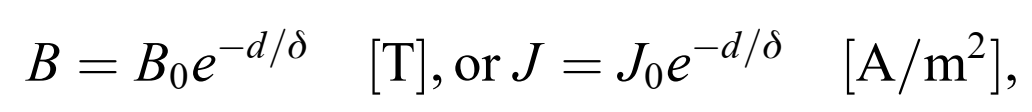 B = B₀e^{−d/δ} [T], or J = J₀e^{−d/δ} [A/m²],